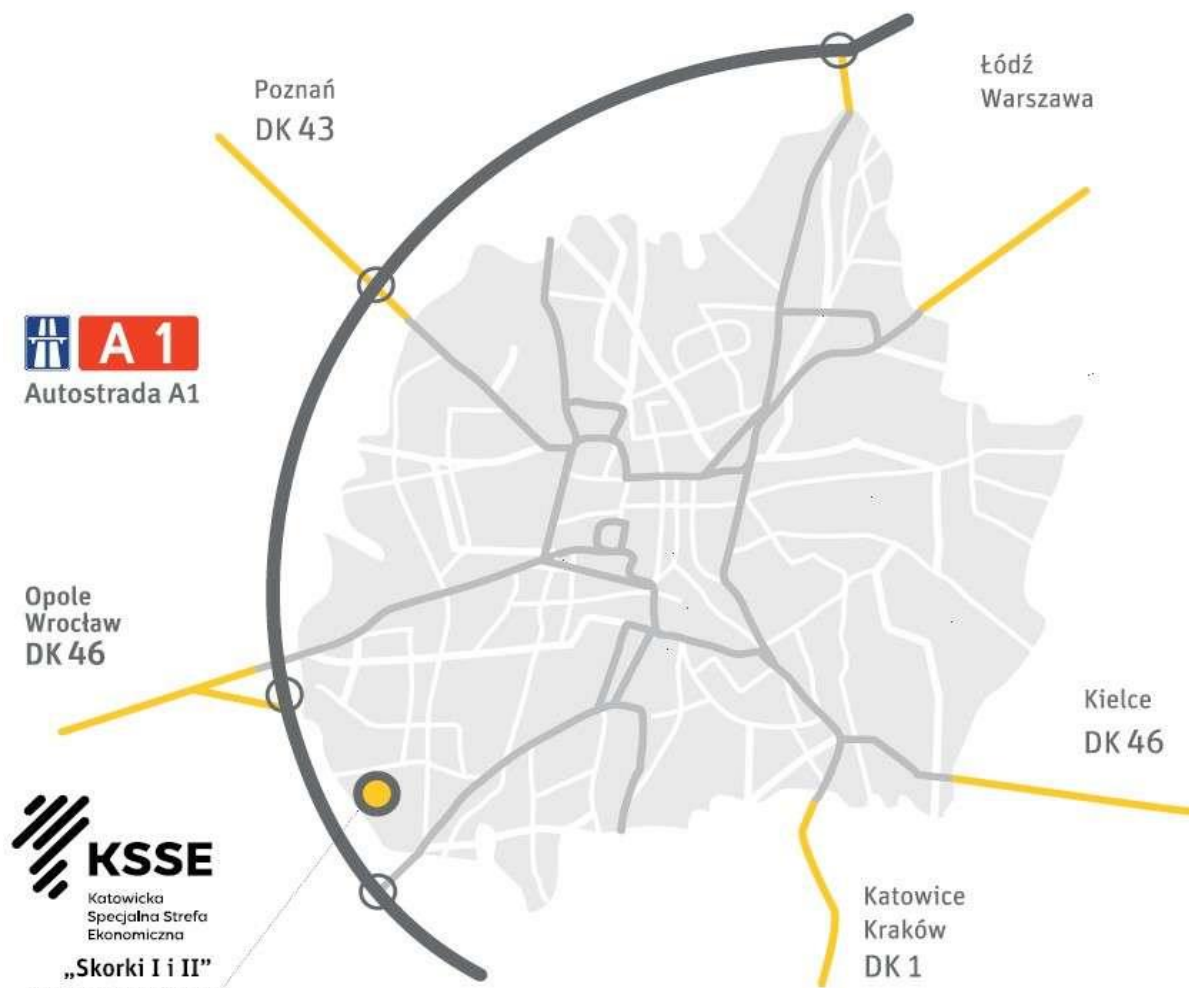 Poznań
DK 43
Łódź
Warszawa
A 1
Autostrada A1
Opole
Wrocław
DK 46
Kielce
DK 46
KSSE
Katowicka
Specjalna Strefa
Ekonomiczna
„Skorki I i II”
Katowice
Kraków
DK 1